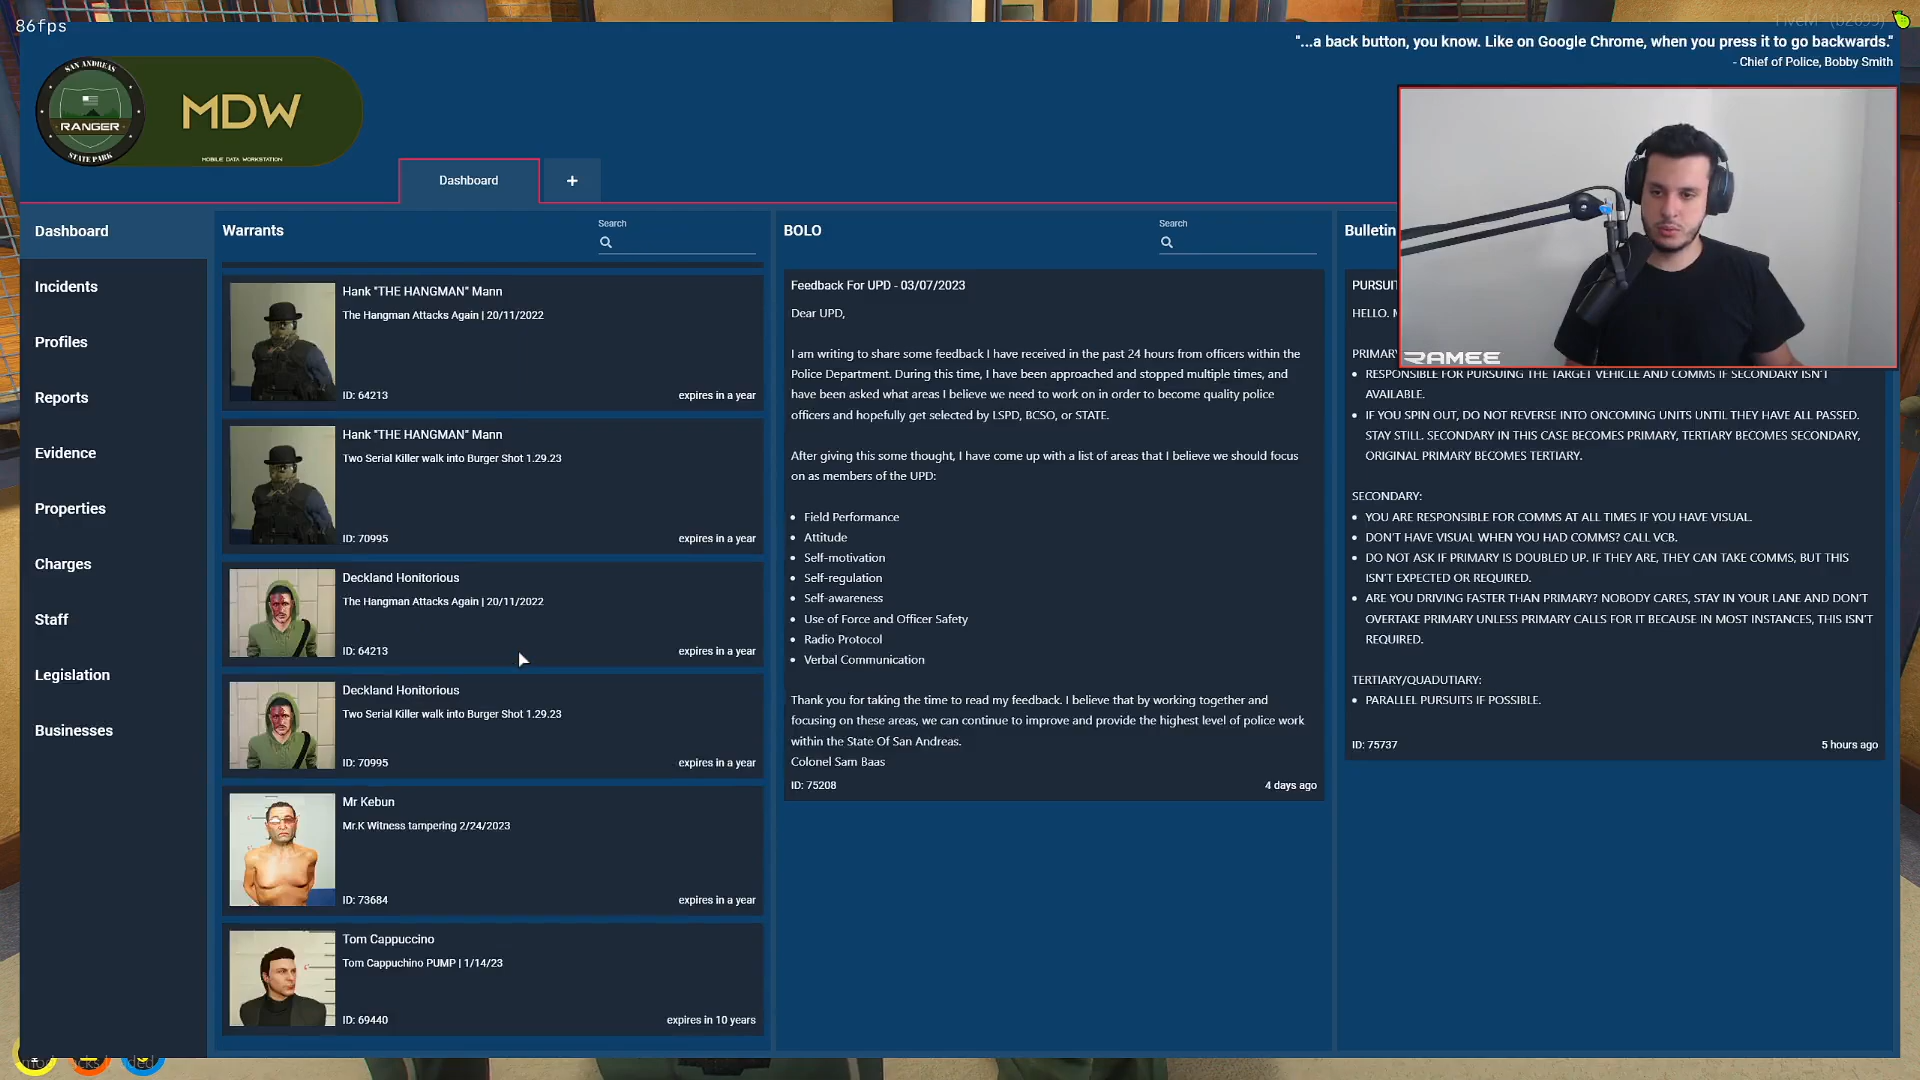 86fps
FiveM
"...a back button, you know. Like on Google Chrome, when you press it to go backwards."
- Chief of Police, Bobby Smith
SAN ANDREAS
RANGER
STATE PARK
MDW
MOBILE DATA WORKSTATION
Dashboard
+
Dashboard
Incidents
Profiles
Reports
Evidence
Properties
Charges
Staff
Legislation
Businesses
Warrants
Search
Hank "THE HANGMAN" Mann
The Hangman Attacks Again | 20/11/2022
ID: 64213 expires in a year
Hank "THE HANGMAN" Mann
Two Serial Killer walk into Burger Shot 1.29.23
ID: 70995 expires in a year
Deckland Honitorious
The Hangman Attacks Again | 20/11/2022
ID: 64213 expires in a year
Deckland Honitorious
Two Serial Killer walk into Burger Shot 1.29.23
ID: 70995 expires in a year
Mr Kebun
Mr.K Witness tampering 2/24/2023
ID: 73684 expires in a year
Tom Cappuccino
Tom Cappuchino PUMP | 1/14/23
ID: 69440 expires in 10 years
BOLO
Search
Feedback For UPD - 03/07/2023
Dear UPD,
I am writing to share some feedback I have received in the past 24 hours from officers within the
Police Department. During this time, I have been approached and stopped multiple times, and
have been asked what areas I believe we need to work on in order to become quality police
officers and hopefully get selected by LSPD, BCSO, or STATE.
After giving this some thought, I have come up with a list of areas that I believe we should focus
on as members of the UPD:
• Field Performance
• Attitude
• Self-motivation
• Self-regulation
• Self-awareness
• Use of Force and Officer Safety
• Radio Protocol
• Verbal Communication
Thank you for taking the time to read my feedback. I believe that by working together and
focusing on these areas, we can continue to improve and provide the highest level of police work
within the State Of San Andreas.
Colonel Sam Baas
ID: 75208 4 days ago
Bulletin
PURSUIT
HELLO.
PRIMARY
RAMEE
• RESPONSIBLE FOR PURSUING THE TARGET VEHICLE AND COMMS IF SECONDARY ISN'T
AVAILABLE.
• IF YOU SPIN OUT, DO NOT REVERSE INTO ONCOMING UNITS UNTIL THEY HAVE ALL PASSED.
STAY STILL. SECONDARY IN THIS CASE BECOMES PRIMARY, TERTIARY BECOMES SECONDARY,
ORIGINAL PRIMARY BECOMES TERTIARY.
SECONDARY:
• YOU ARE RESPONSIBLE FOR COMMS AT ALL TIMES IF YOU HAVE VISUAL.
• DON'T HAVE VISUAL WHEN YOU HAD COMMS? CALL VCB.
• DO NOT ASK IF PRIMARY IS DOUBLED UP. IF THEY ARE, THEY CAN TAKE COMMS, BUT THIS
ISN'T EXPECTED OR REQUIRED.
• ARE YOU DRIVING FASTER THAN PRIMARY? NOBODY CARES, STAY IN YOUR LANE AND DON'T
OVERTAKE PRIMARY UNLESS PRIMARY CALLS FOR IT BECAUSE IN MOST INSTANCES, THIS ISN'T
REQUIRED.
TERTIARY/QUADUTIARY:
• PARALLEL PURSUITS IF POSSIBLE.
ID: 75737 5 hours ago